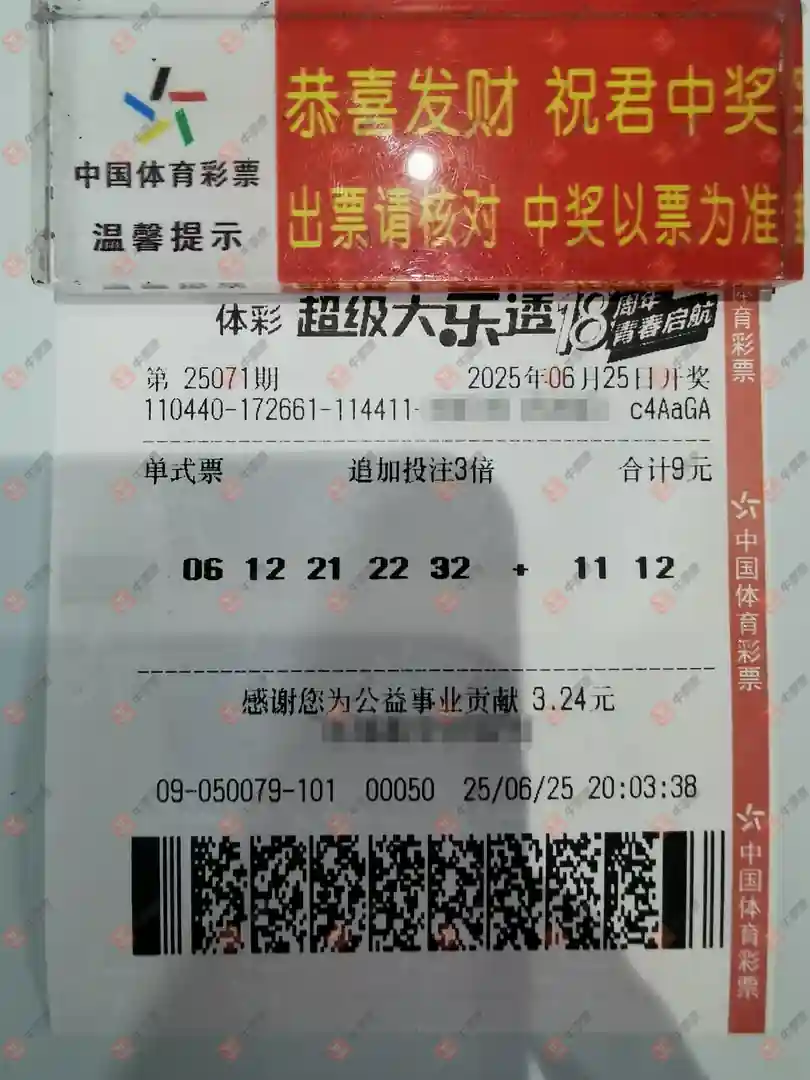 中国体育彩票
温馨提示
恭喜发财 祝君中奖
出票请核对 中奖以票为准
体彩 超级大乐透 18周年 青春启航
第 25071期 2025年06月25日开奖
110440-172661-114411- c4AaGA
单式票 追加投注3倍 合计9元
06 12 21 22 32 + 11 12
感谢您为公益事业贡献 3.24元
09-050079-101 00050 25/06/25 20:03:38
体育彩票
中国体育彩票
中国体育彩票